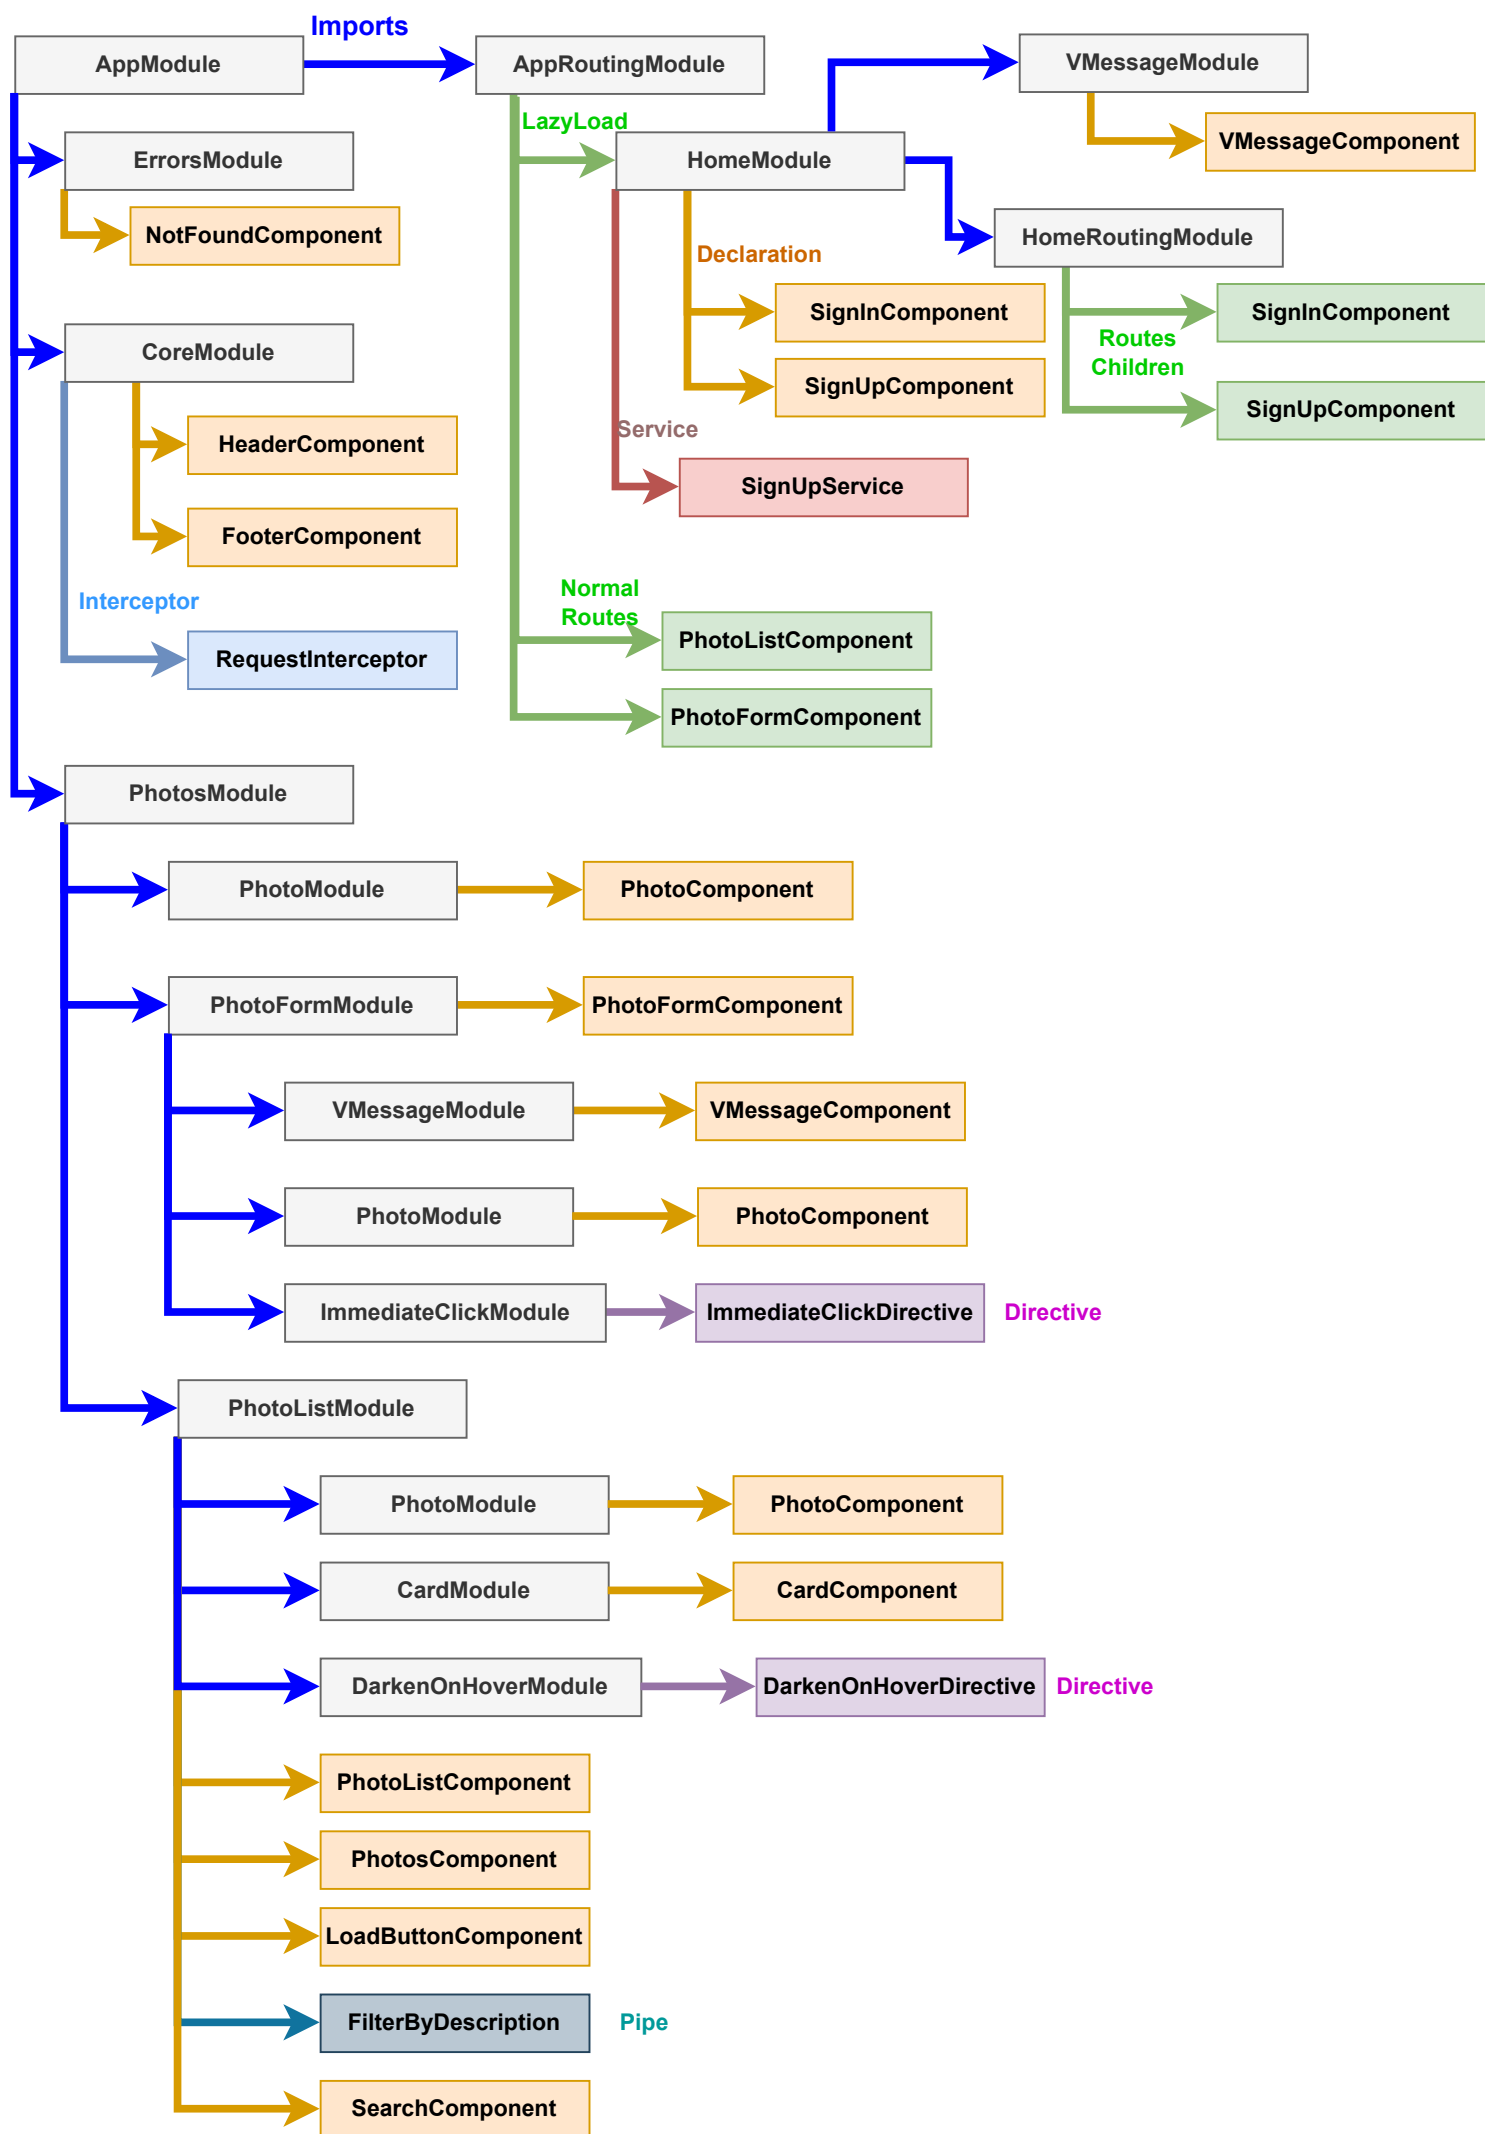 Imports
AppModule
AppRoutingModule
VMessageModule
LazyLoad
VMessageComponent
ErrorsModule
HomeModule
NotFoundComponent
HomeRoutingModule
Declaration
SignInComponent
SignInComponent
Routes
Children
CoreModule
SignUpComponent
SignUpComponent
HeaderComponent
Service
SignUpService
FooterComponent
Interceptor
Normal
Routes
RequestInterceptor
PhotoListComponent
PhotoFormComponent
PhotosModule
PhotoModule
PhotoComponent
PhotoFormModule
PhotoFormComponent
VMessageModule
VMessageComponent
PhotoModule
PhotoComponent
ImmediateClickModule
ImmediateClickDirective
Directive
PhotoListModule
PhotoModule
PhotoComponent
CardModule
CardComponent
DarkenOnHoverModule
DarkenOnHoverDirective
Directive
PhotoListComponent
PhotosComponent
LoadButtonComponent
FilterByDescription
Pipe
SearchComponent